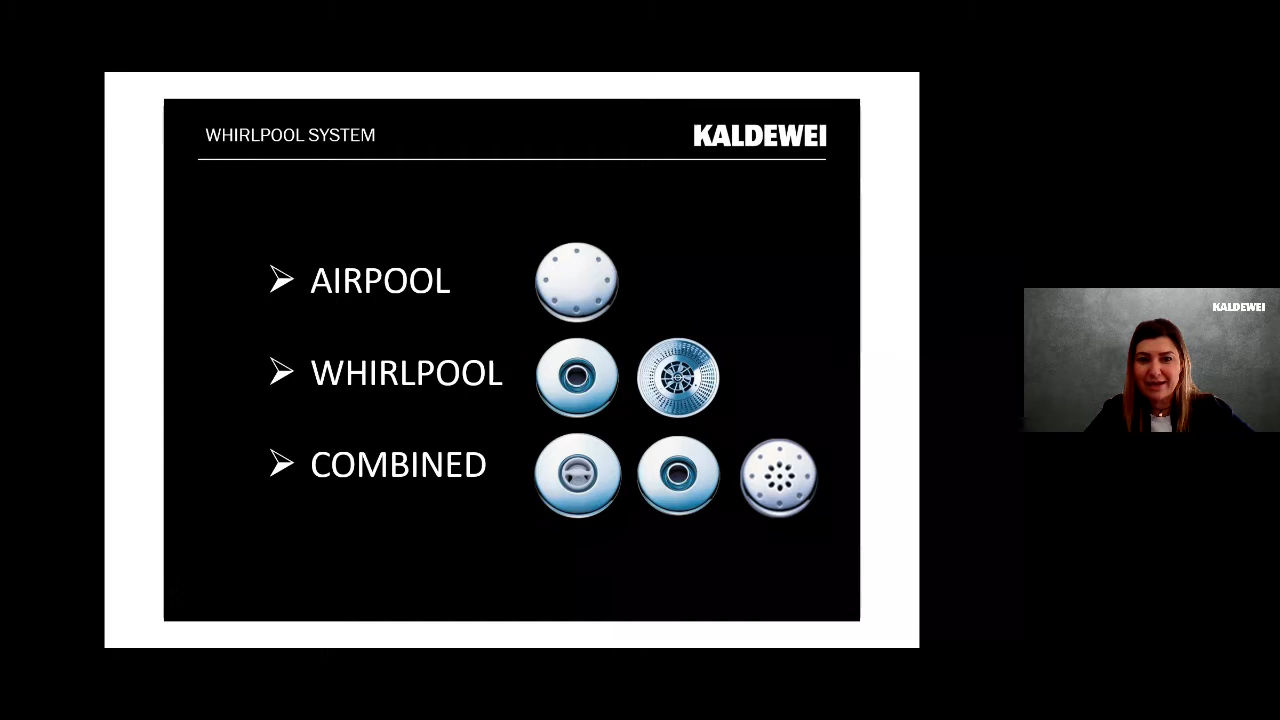 WHIRLPOOL SYSTEM
KALDEWEI
AIRPOOL
WHIRLPOOL
COMBINED
KALDEWEI